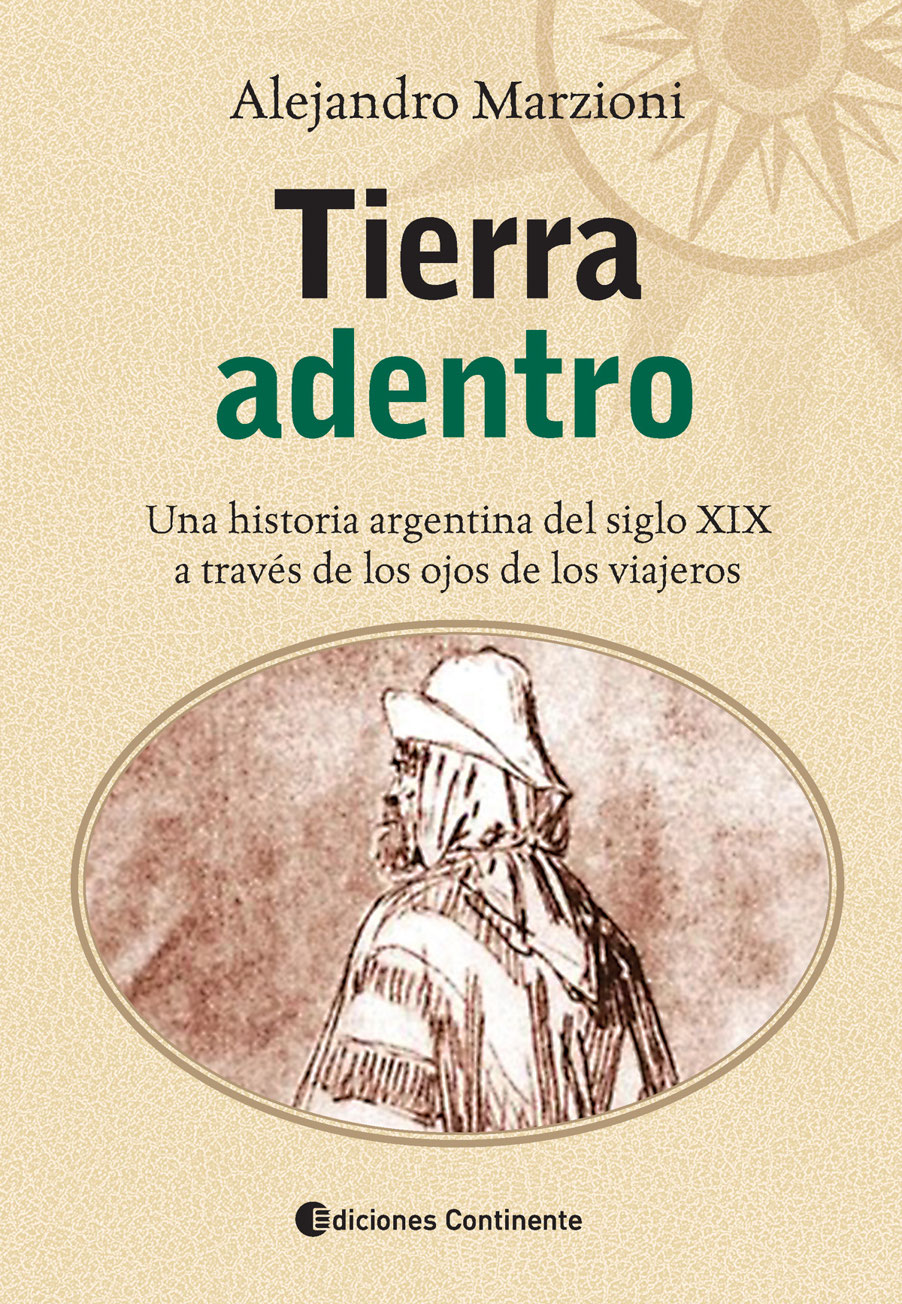 Alejandro Marzioni
Tierra
adentro
Una historia argentina del siglo XIX
a través de los ojos de los viajeros
Ediciones Continente